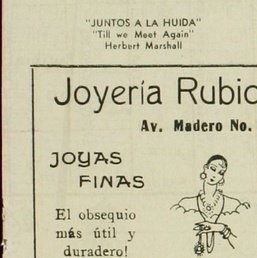 "JUNTOS A LA HUIDA"
"Till we Meet Again"
Herbert Marshall
Joyería Rubio
Av. Madero No.
JOYAS
FINAS
El obsequio
más útil y
duradero!